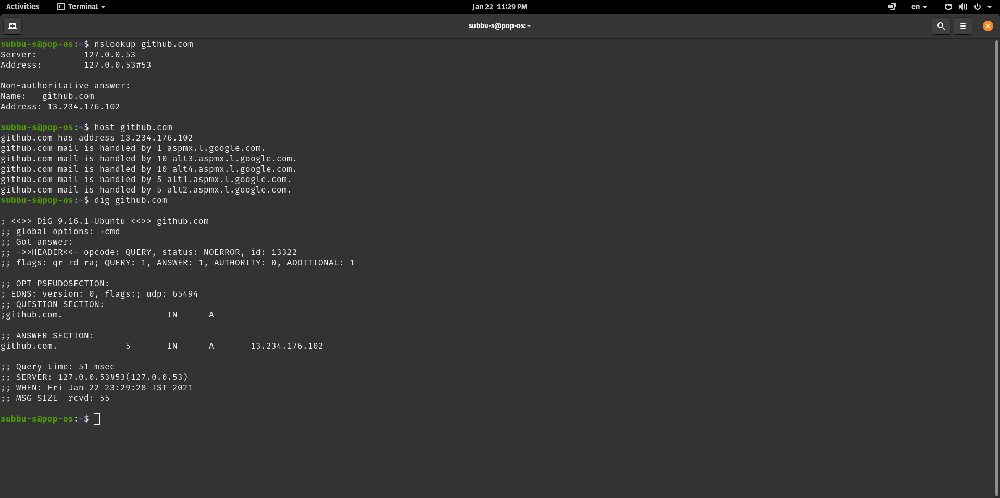 Activities Terminal Jan 22 11:29 PM en
subbu-s@pop-os: ~
subbu-s@pop-os:~$ nslookup github.com
Server:         127.0.0.53
Address:        127.0.0.53#53
Non-authoritative answer:
Name:   github.com
Address: 13.234.176.102
subbu-s@pop-os:~$ host github.com
github.com has address 13.234.176.102
github.com mail is handled by 1 aspmx.l.google.com.
github.com mail is handled by 10 alt3.aspmx.l.google.com.
github.com mail is handled by 10 alt4.aspmx.l.google.com.
github.com mail is handled by 5 alt1.aspmx.l.google.com.
github.com mail is handled by 5 alt2.aspmx.l.google.com.
subbu-s@pop-os:~$ dig github.com
; <<>> DiG 9.16.1-Ubuntu <<>> github.com
;; global options: +cmd
;; Got answer:
;; ->>HEADER<<- opcode: QUERY, status: NOERROR, id: 13322
;; flags: qr rd ra; QUERY: 1, ANSWER: 1, AUTHORITY: 0, ADDITIONAL: 1
;; OPT PSEUDOSECTION:
; EDNS: version: 0, flags:; udp: 65494
;; QUESTION SECTION:
;github.com.                    IN      A
;; ANSWER SECTION:
github.com.             5       IN      A       13.234.176.102
;; Query time: 51 msec
;; SERVER: 127.0.0.53#53(127.0.0.53)
;; WHEN: Fri Jan 22 23:29:28 IST 2021
;; MSG SIZE  rcvd: 55
subbu-s@pop-os:~$